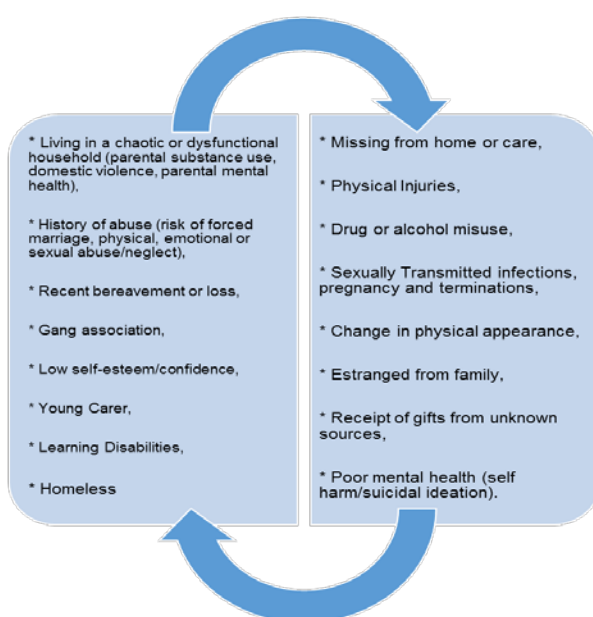 * Living in a chaotic or dysfunctional
household (parental substance use,
domestic violence, parental mental
health),
* History of abuse (risk of forced
marriage, physical, emotional or
sexual abuse/neglect),
* Recent bereavement or loss,
* Gang association,
* Low self-esteem/confidence,
* Young Carer,
* Learning Disabilities,
* Homeless
* Missing from home or care,
* Physical Injuries,
* Drug or alcohol misuse,
* Sexually Transmitted infections,
pregnancy and terminations,
* Change in physical appearance,
* Estranged from family,
* Receipt of gifts from unknown
sources,
* Poor mental health (self
harm/suicidal ideation).